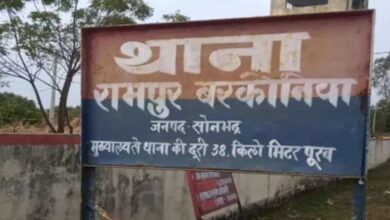 थाना
रामपुर बरकोनिया
जनपद-सोनभद्र
मुख्यालय से थाना की दूरी 38. किलो मिटर पूरब